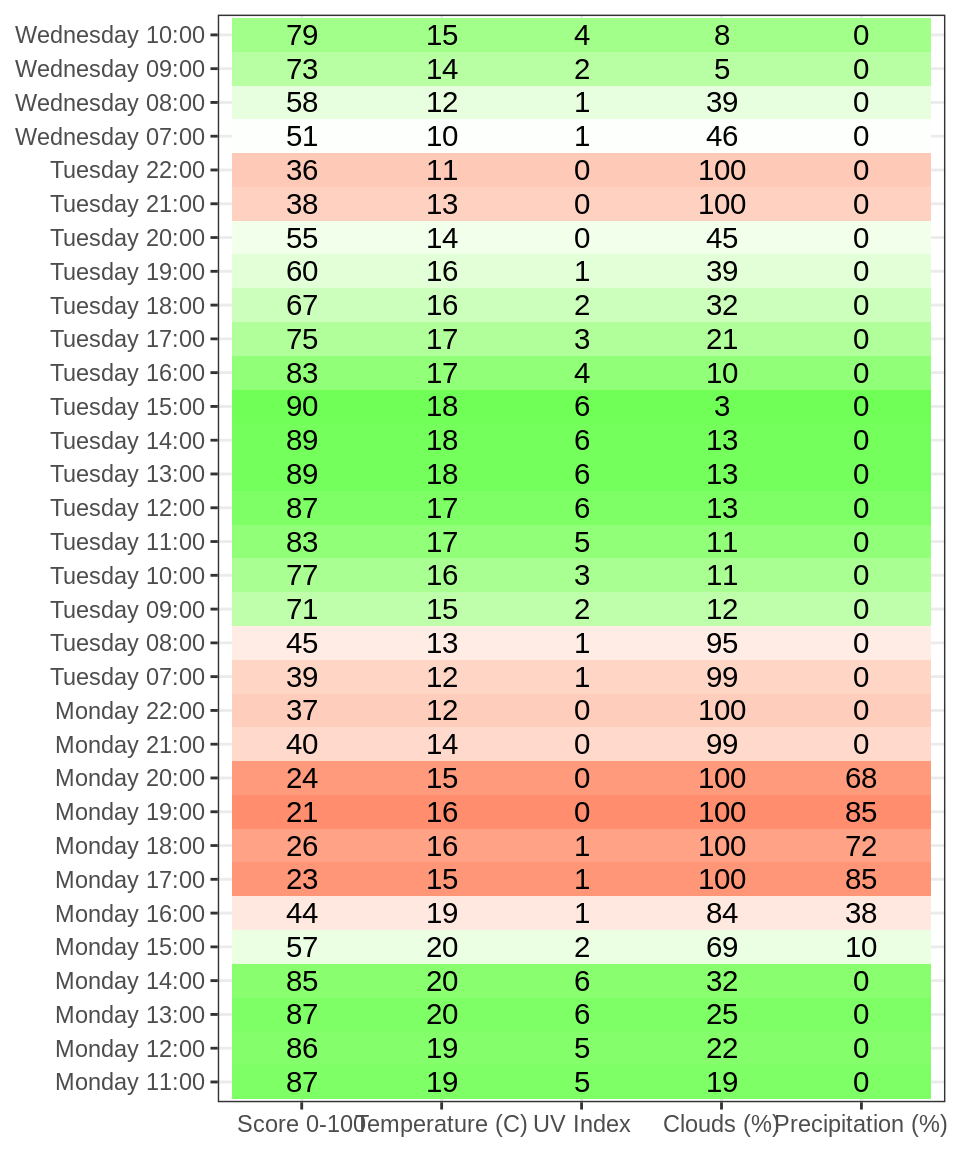 Wednesday 10:00 79 15 4 8 0
Wednesday 09:00 73 14 2 5 0
Wednesday 08:00 58 12 1 39 0
Wednesday 07:00 51 10 1 46 0
Tuesday 22:00 36 11 0 100 0
Tuesday 21:00 38 13 0 100 0
Tuesday 20:00 55 14 0 45 0
Tuesday 19:00 60 16 1 39 0
Tuesday 18:00 67 16 2 32 0
Tuesday 17:00 75 17 3 21 0
Tuesday 16:00 83 17 4 10 0
Tuesday 15:00 90 18 6 3 0
Tuesday 14:00 89 18 6 13 0
Tuesday 13:00 89 18 6 13 0
Tuesday 12:00 87 17 6 13 0
Tuesday 11:00 83 17 5 11 0
Tuesday 10:00 77 16 3 11 0
Tuesday 09:00 71 15 2 12 0
Tuesday 08:00 45 13 1 95 0
Tuesday 07:00 39 12 1 99 0
Monday 22:00 37 12 0 100 0
Monday 21:00 40 14 0 99 0
Monday 20:00 24 15 0 100 68
Monday 19:00 21 16 0 100 85
Monday 18:00 26 16 1 100 72
Monday 17:00 23 15 1 100 85
Monday 16:00 44 19 1 84 38
Monday 15:00 57 20 2 69 10
Monday 14:00 85 20 6 32 0
Monday 13:00 87 20 6 25 0
Monday 12:00 86 19 5 22 0
Monday 11:00 87 19 5 19 0
Score 0-100 Temperature (C) UV Index Clouds (%) Precipitation (%)